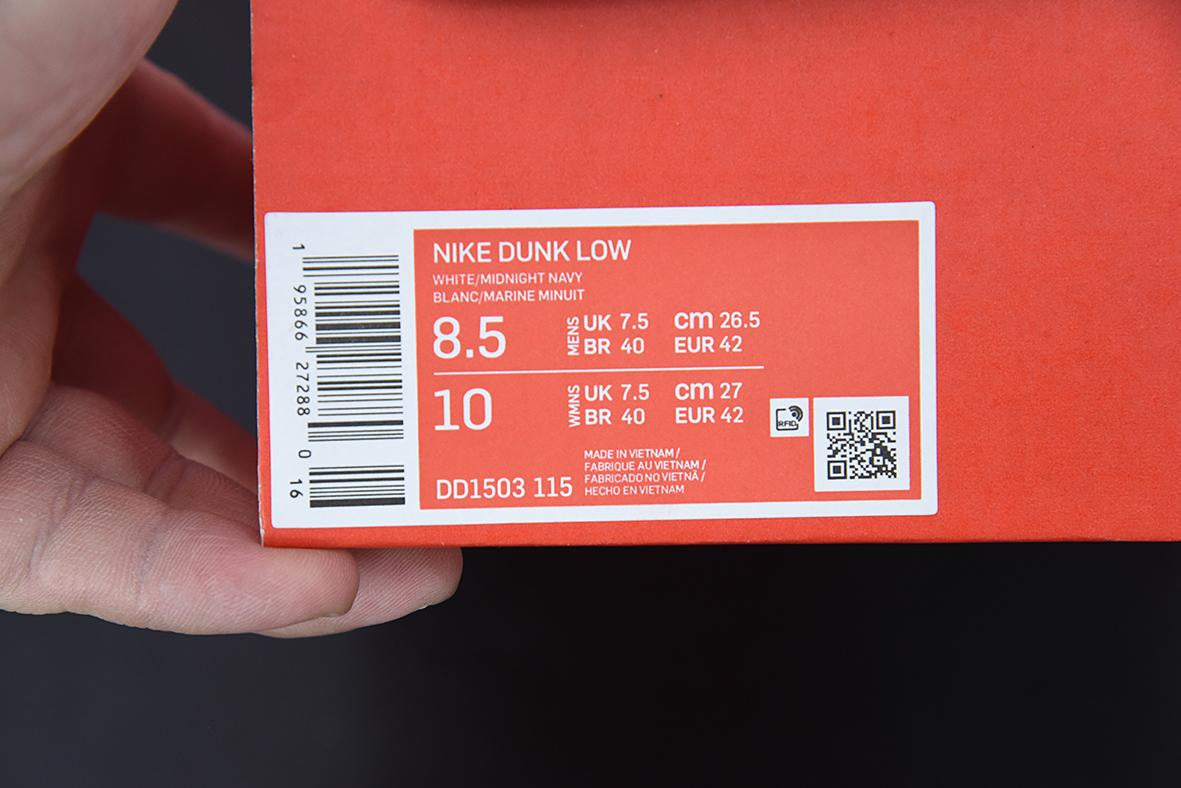 1 95866 27288 0
16
NIKE DUNK LOW
WHITE/MIDNIGHT NAVY
BLANC/MARINE MINUIT
8.5
MENS
UK 7.5 cm 26.5
BR 40 EUR 42
10
WMNS
UK 7.5 cm 27
BR 40 EUR 42
RFID
DD1503 115
MADE IN VIETNAM /
FABRIQUE AU VIETNAM /
FABRICADO NO VIETNÃ /
HECHO EN VIETNAM